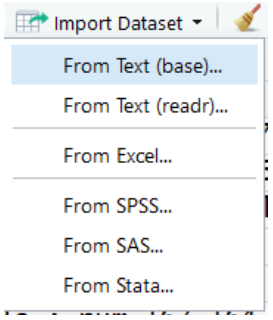 Import Dataset
From Text (base)...
From Text (readr)...
From Excel...
From SPSS...
From SAS...
From Stata...